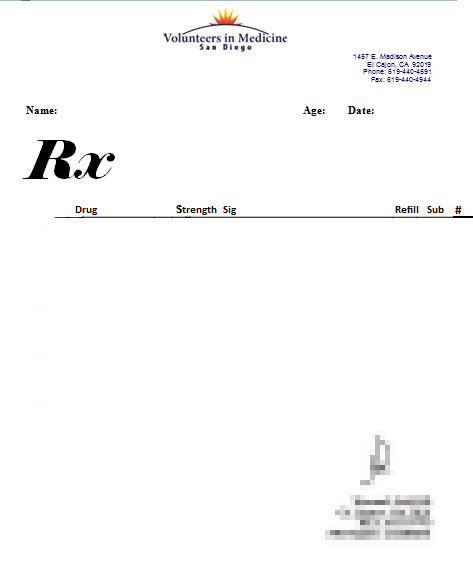 Volunteers in Medicine
San Diego
1457 E. Madison Avenue
El Cajon, CA 92019
Phone: 619-440-4591
Fax: 619-440-4944
Name: Age: Date:
Rx
Drug Strength Sig Refill Sub #